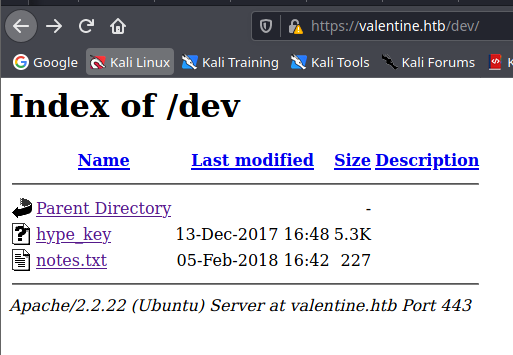 https://valentine.htb/dev/
Google Kali Linux Kali Training Kali Tools Kali Forums K
Index of /dev
Name Last modified Size Description
Parent Directory -
hype_key 13-Dec-2017 16:48 5.3K
notes.txt 05-Feb-2018 16:42 227
Apache/2.2.22 (Ubuntu) Server at valentine.htb Port 443